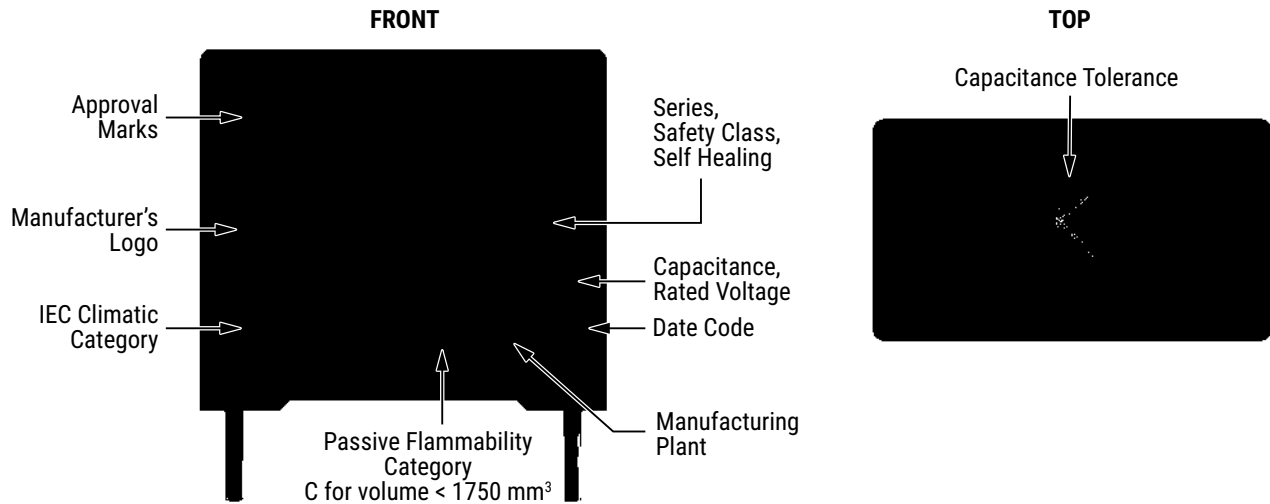 FRONT
TOP
Approval
Marks
Manufacturer’s
Logo
IEC Climatic
Category
Series,
Safety Class,
Self Healing
Capacitance,
Rated Voltage
Date Code
Manufacturing
Plant
Passive Flammability
Category
C for volume < 1750 mm³
Capacitance Tolerance